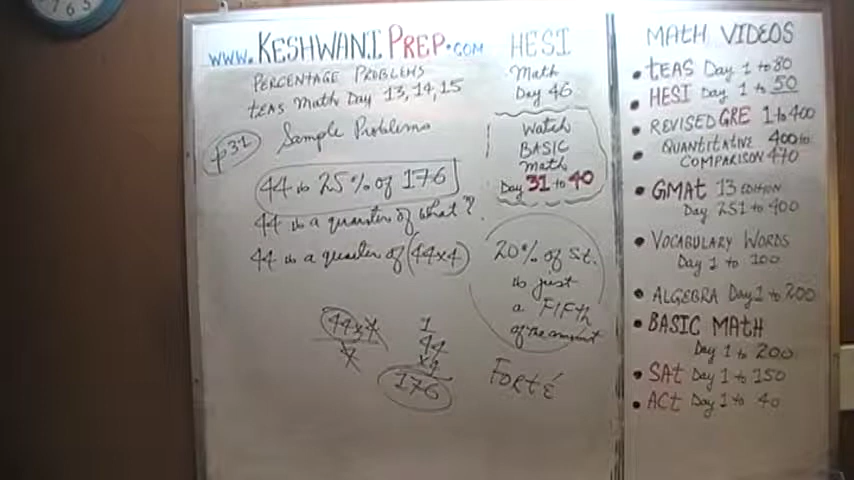 7 6 5
www.KESHWANIPREP.COM
PERCENTAGE PROBLEMS
TEAS Math Day 13, 14, 15
p31 Sample Problems
44 is 25% of 176
44 is a quarter of what?
44 is a quarter of (44x4)
44x4
4
1
44
x4
176
HESI
Math
Day 46
Watch
BASIC
Math
Day 31 to 40
20% of St.
is just
a FIFth
of the amount
FORTÉ
MATH VIDEOS
• TEAS Day 1 to 80
• HESI Day 1 to 50
• REVISED GRE 1 to 400
• QUANTITATIVE 400 to
COMPARISON 470
• GMAT 13 EDITION
Day 251 to 400
• VOCABULARY WORDS
Day 1 to 100
• ALGEBRA Day 1 to 200
• BASIC MATH
Day 1 to 200
• SAT Day 1 to 150
• ACT Day 1 to 40